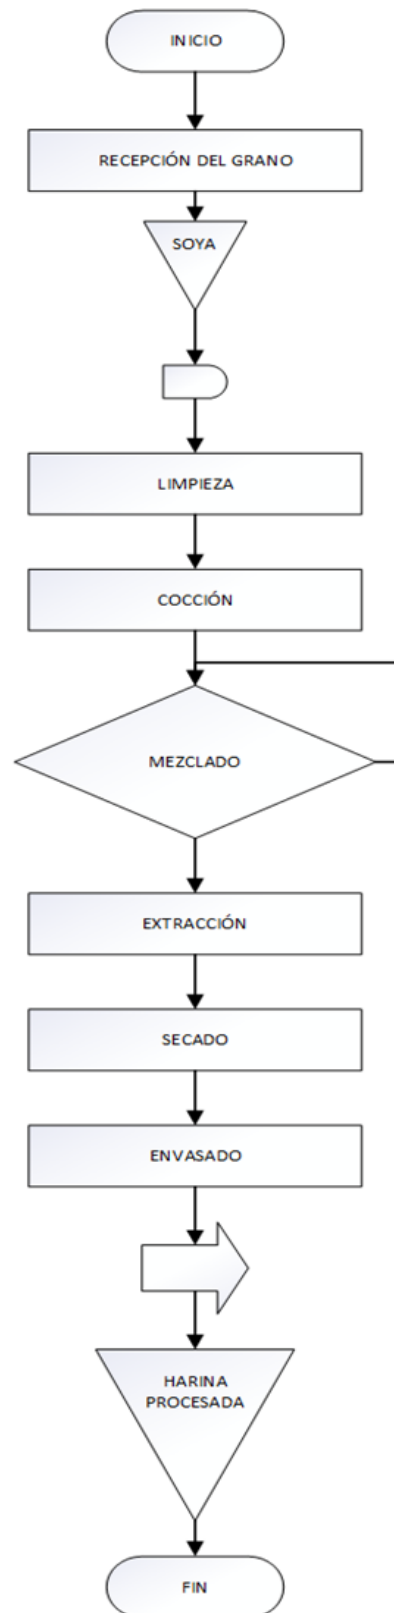 INICIO
RECEPCIÓN DEL GRANO
SOYA
LIMPIEZA
COCCIÓN
MEZCLADO
EXTRACCIÓN
SECADO
ENVASADO
HARINA
PROCESADA
FIN